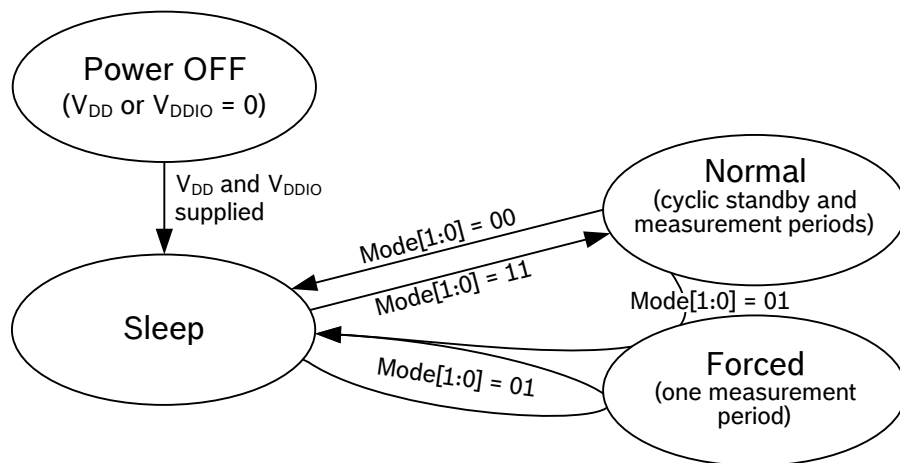 Power OFF
(VDD or VDDIO = 0)
VDD and VDDIO
supplied
Normal
(cyclic standby and
measurement periods)
Mode[1:0] = 00
Mode[1:0] = 11
Mode[1:0] = 01
Sleep
Mode[1:0] = 01
Forced
(one measurement
period)